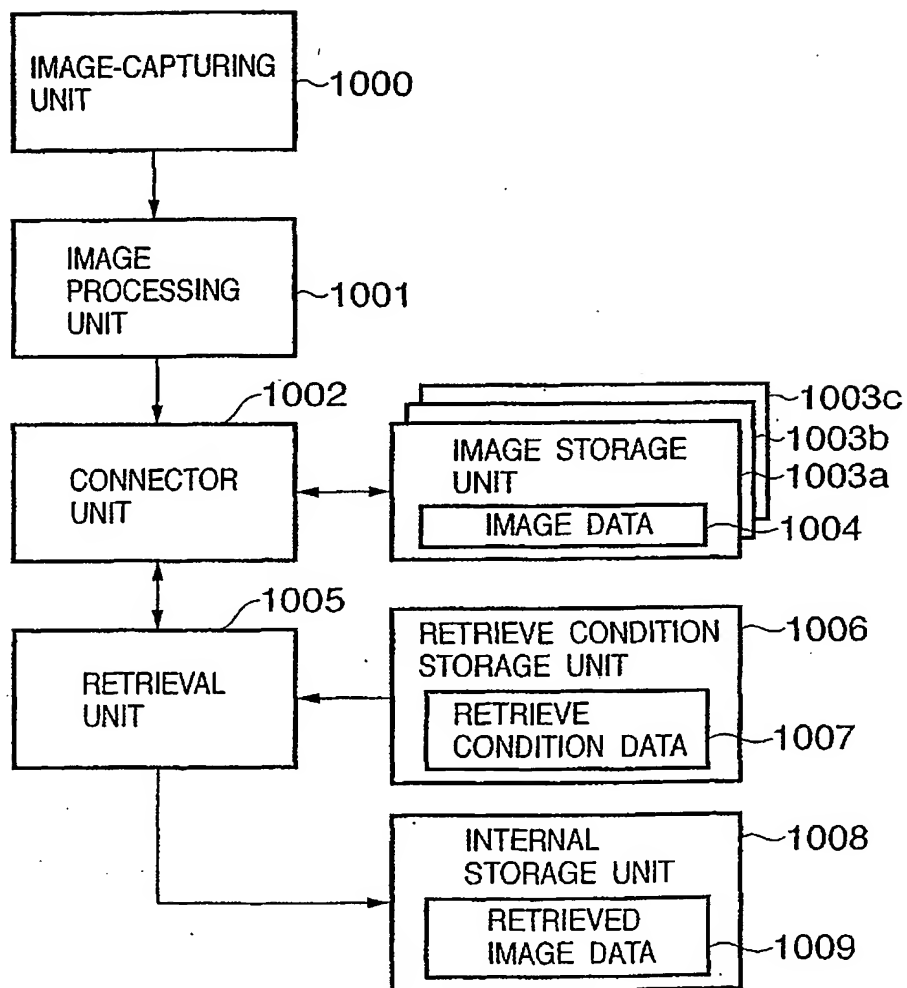 IMAGE-CAPTURING
UNIT
1000
IMAGE
PROCESSING
UNIT
1001
1002
CONNECTOR
UNIT
1003c
1003b
1003a
IMAGE STORAGE
UNIT
IMAGE DATA
1004
1005
RETRIEVAL
UNIT
RETRIEVE CONDITION
STORAGE UNIT
1006
RETRIEVE
CONDITION DATA
1007
INTERNAL
STORAGE UNIT
1008
RETRIEVED
IMAGE DATA
1009